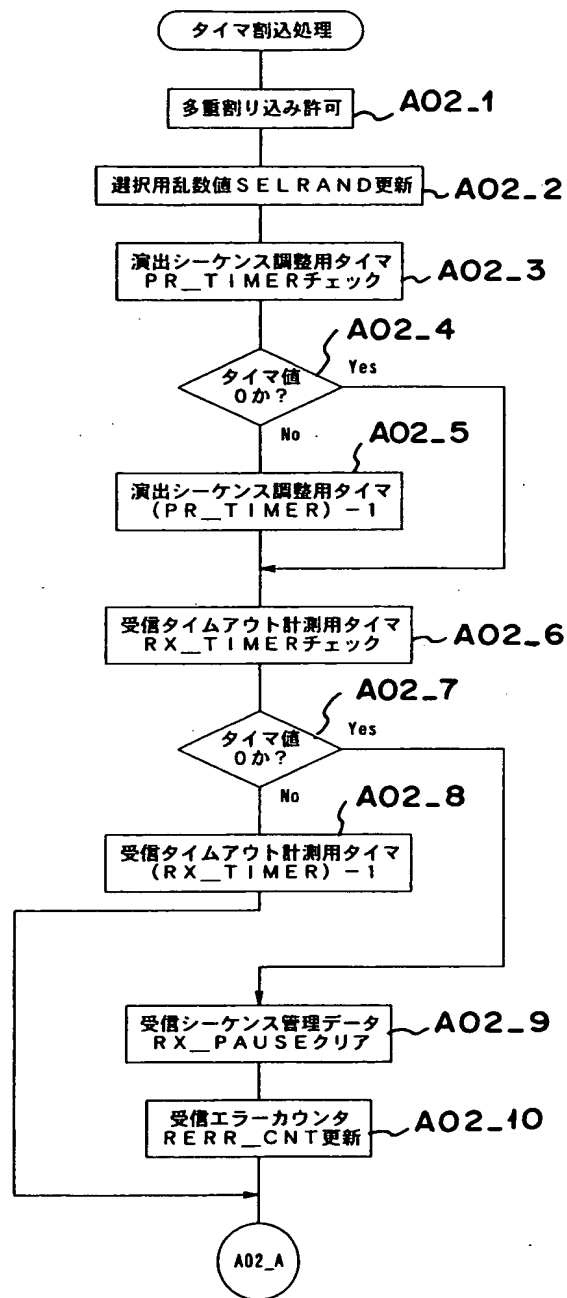 タイマ割込処理
多重割り込み許可
A02_1
選択用乱数値SELRAND更新
A02_2
演出シーケンス調整用タイマ
PR_TIMERチェック
A02_3
A02_4
タイマ値
0か?
Yes
No
A02_5
演出シーケンス調整用タイマ
(PR_TIMER)-1
受信タイムアウト計測用タイマ
RX_TIMERチェック
A02_6
A02_7
タイマ値
0か?
Yes
No
A02_8
受信タイムアウト計測用タイマ
(RX_TIMER)-1
受信シーケンス管理データ
RX_PAUSEクリア
A02_9
受信エラーカウンタ
RERR_CNT更新
A02_10
A02_A